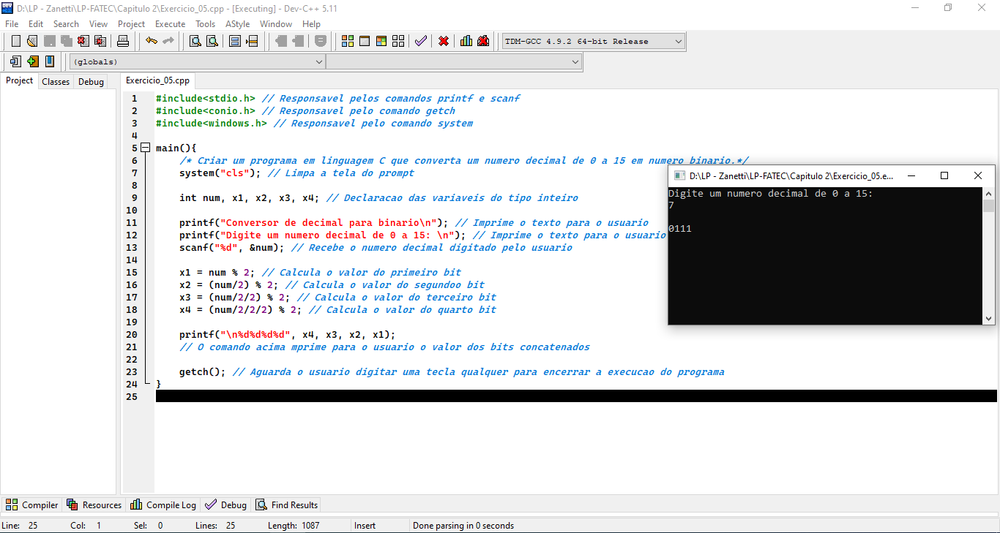 D:\LP - Zanetti\LP-FATEC\Capitulo 2\Exercicio_05.cpp - [Executing] - Dev-C++ 5.11
File Edit Search View Project Execute Tools AStyle Window Help
TDM-GCC 4.9.2 64-bit Release
(globals)
Project Classes Debug
Exercicio_05.cpp
1 #include<stdio.h> // Responsavel pelos comandos printf e scanf
2 #include<conio.h> // Responsavel pelo comando getch
3 #include<windows.h> // Responsavel pelo comando system
4
5 main(){
6 /* Criar um programa em linguagem C que converta um numero decimal de 0 a 15 em numero binario.*/
7 system("cls"); // Limpa a tela do prompt
8
9 int num, x1, x2, x3, x4; // Declaracao das variaveis do tipo inteiro
10
11 printf("Conversor de decimal para binario\n"); // Imprime o texto para o usuario
12 printf("Digite um numero decimal de 0 a 15: \n"); // Imprime o texto para o usuario
13 scanf("%d", &num); // Recebe o numero decimal digitado pelo usuario
14
15 x1 = num % 2; // Calcula o valor do primeiro bit
16 x2 = (num/2) % 2; // Calcula o valor do segundoo bit
17 x3 = (num/2/2) % 2; // Calcula o valor do terceiro bit
18 x4 = (num/2/2/2) % 2; // Calcula o valor do quarto bit
19
20 printf("\n%d%d%d%d", x4, x3, x2, x1);
21 // O comando acima mprime para o usuario o valor dos bits concatenados
22
23 getch(); // Aguarda o usuario digitar uma tecla qualquer para encerrar a execucao do programa
24 }
25
D:\LP - Zanetti\LP-FATEC\Capitulo 2\Exercicio_05.e...
Digite um numero decimal de 0 a 15:
7
0111
Compiler Resources Compile Log Debug Find Results
Line: 25 Col: 1 Sel: 0 Lines: 25 Length: 1087 Insert Done parsing in 0 seconds